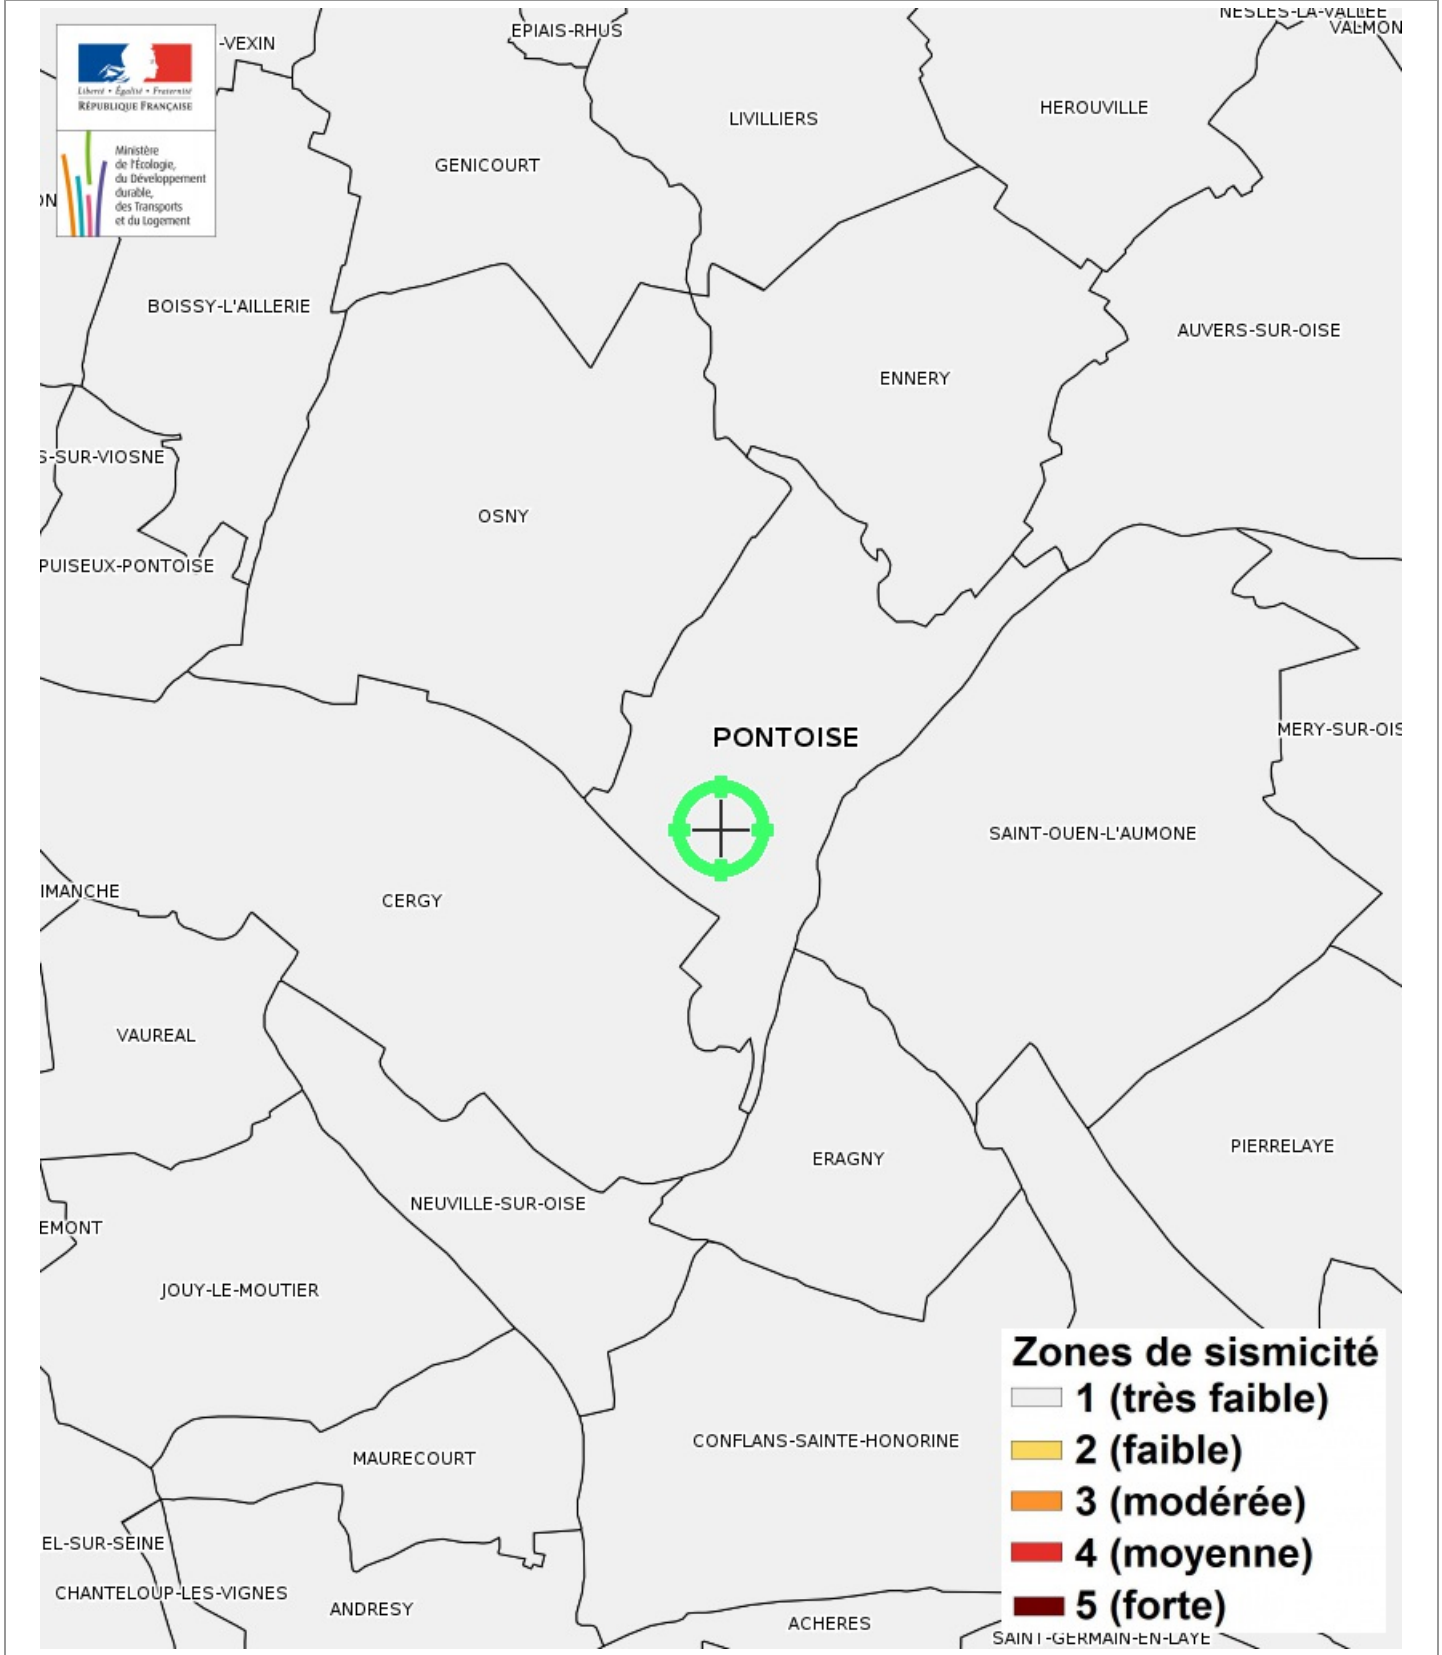 NESLES-LA-VALLEE
EPIAIS-RHUS
VALMON
-VEXIN
Liberté • Égalité • Fraternité
RÉPUBLIQUE FRANÇAISE
HEROUVILLE
LIVILLIERS
Ministère
de l'Écologie,
du Développement
durable,
des Transports
et du Logement
GENICOURT
ON
BOISSY-L'AILLERIE
AUVERS-SUR-OISE
ENNERY
S-SUR-VIOSNE
OSNY
PUISEUX-PONTOISE
PONTOISE
MERY-SUR-OIS
SAINT-OUEN-L'AUMONE
IMANCHE
CERGY
VAUREAL
ERAGNY
PIERRELAYE
NEUVILLE-SUR-OISE
EMONT
JOUY-LE-MOUTIER
Zones de sismicité
1 (très faible)
2 (faible)
3 (modérée)
4 (moyenne)
5 (forte)
CONFLANS-SAINTE-HONORINE
MAURECOURT
EL-SUR-SEINE
CHANTELOUP-LES-VIGNES
ANDRESY
ACHERES
SAINT-GERMAIN-EN-LAYE